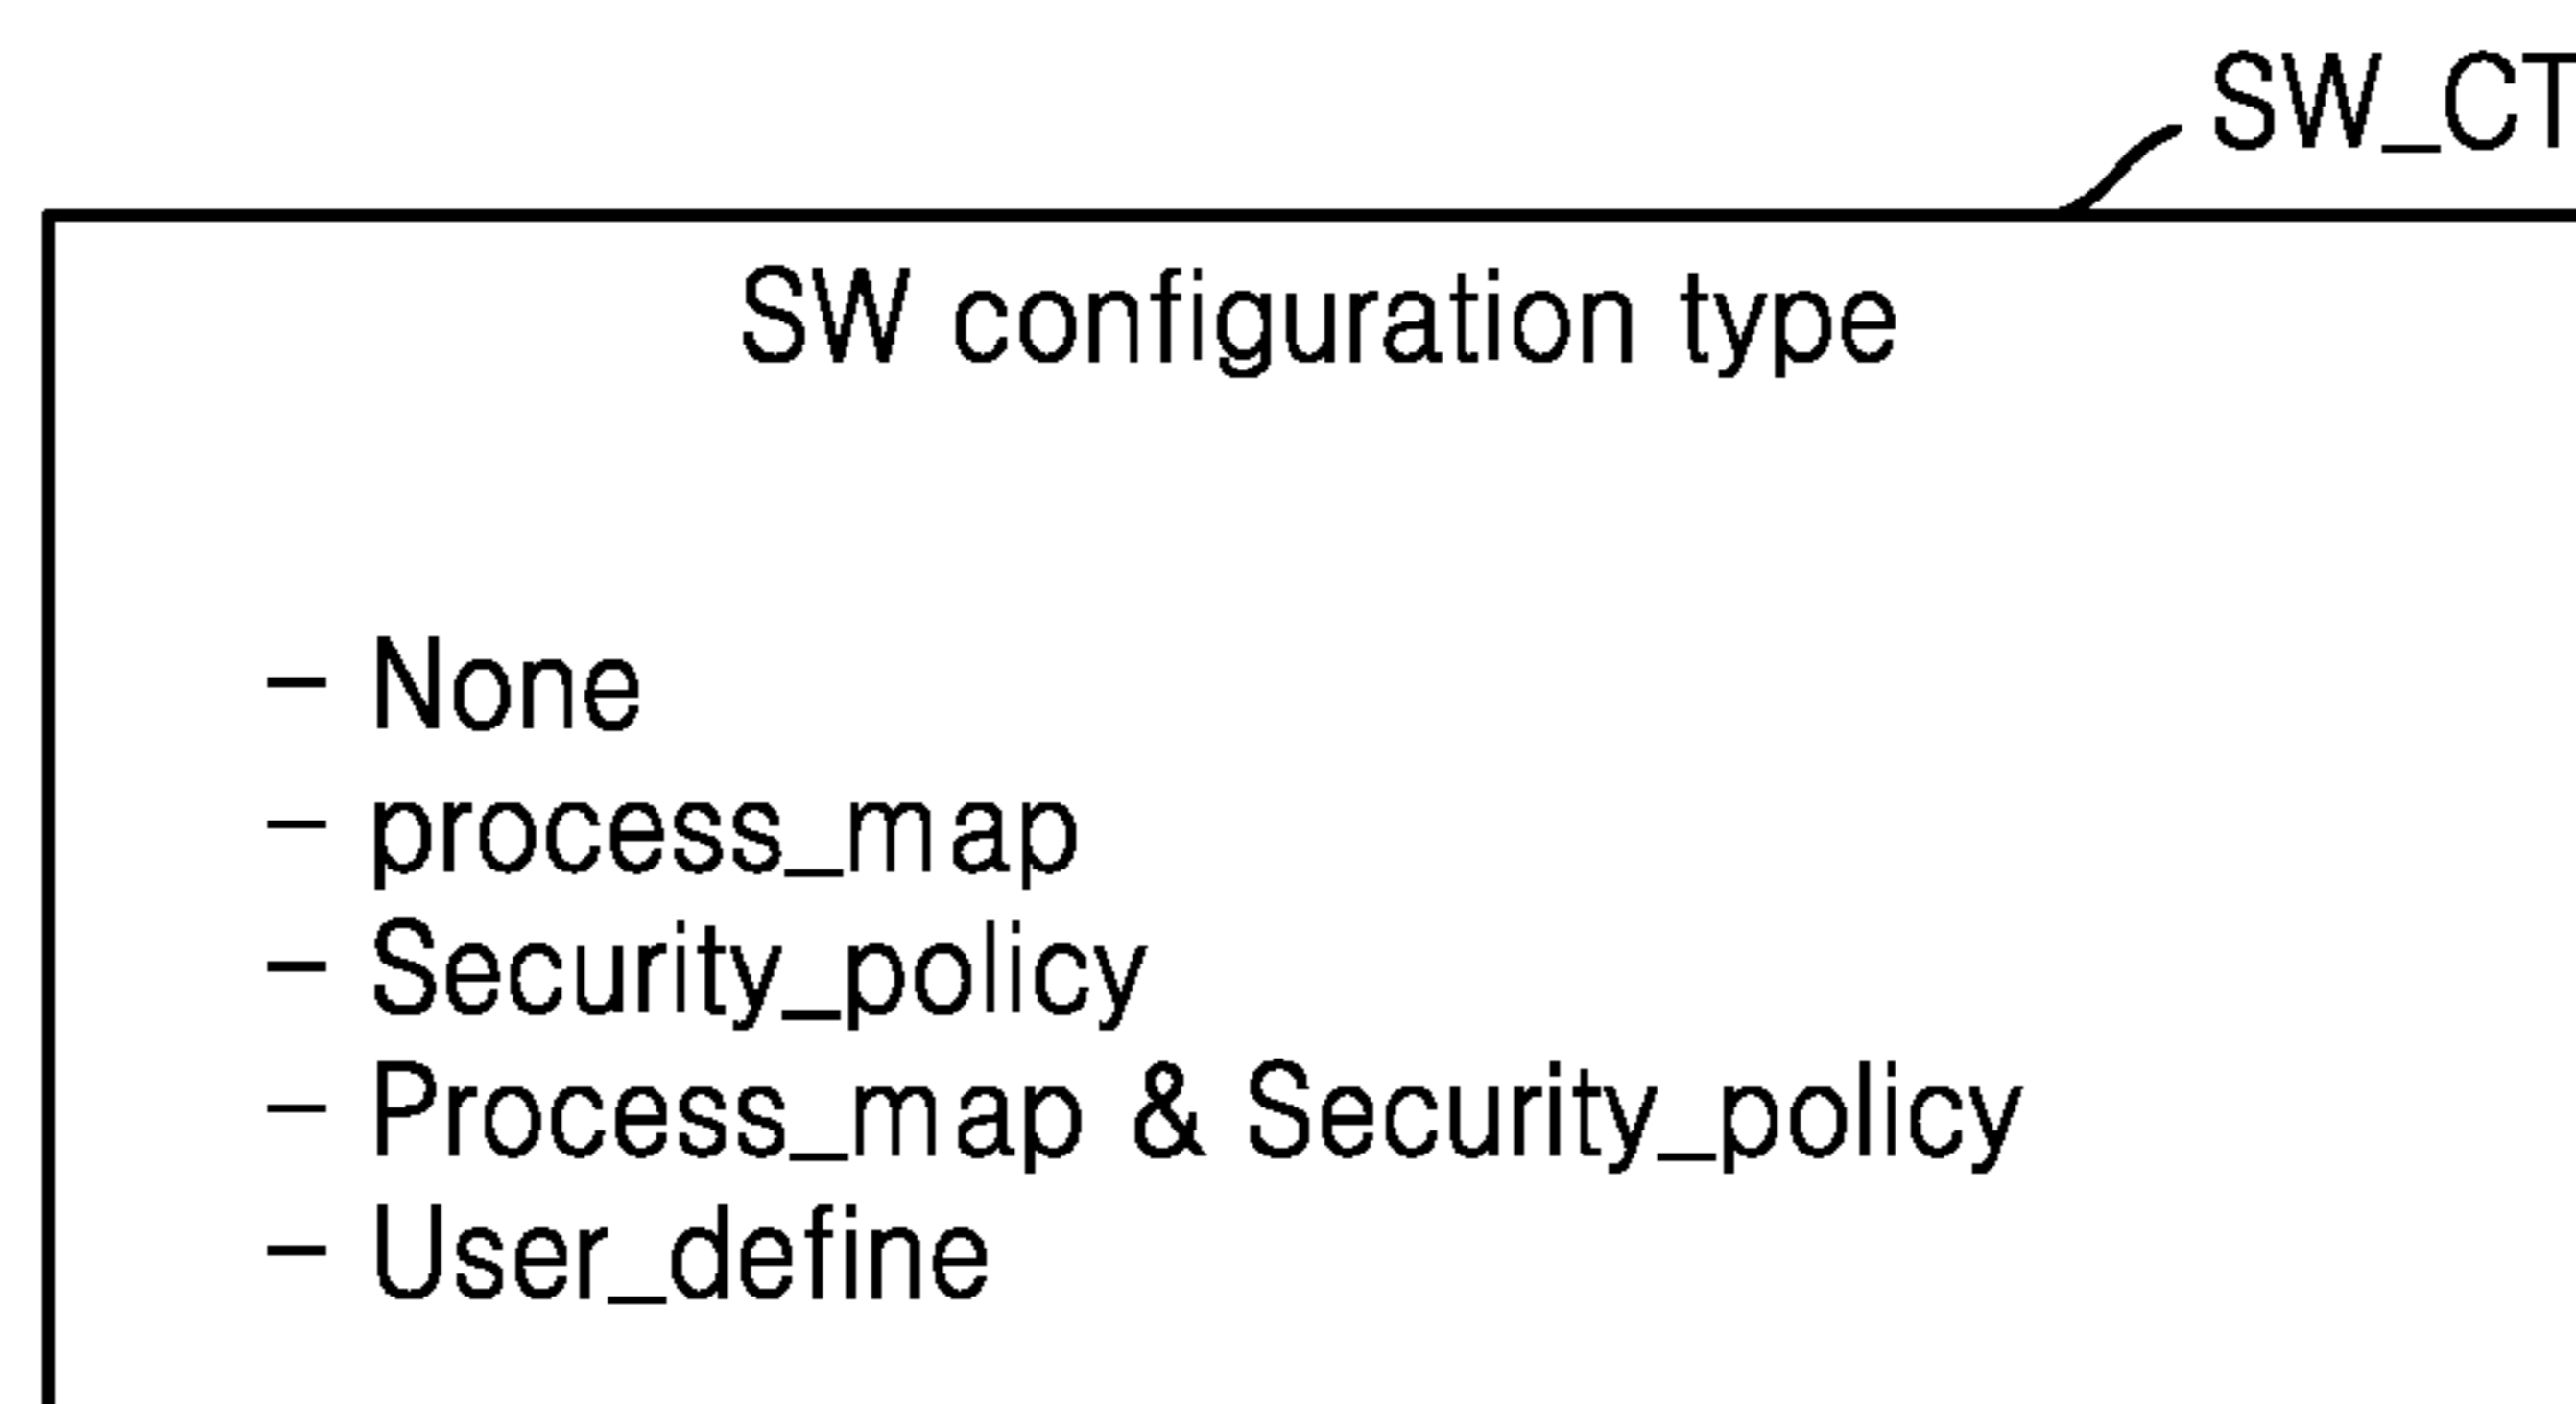 SW_CT
SW configuration type
– None
– process_map
– Security_policy
– Process_map & Security_policy
– User_define